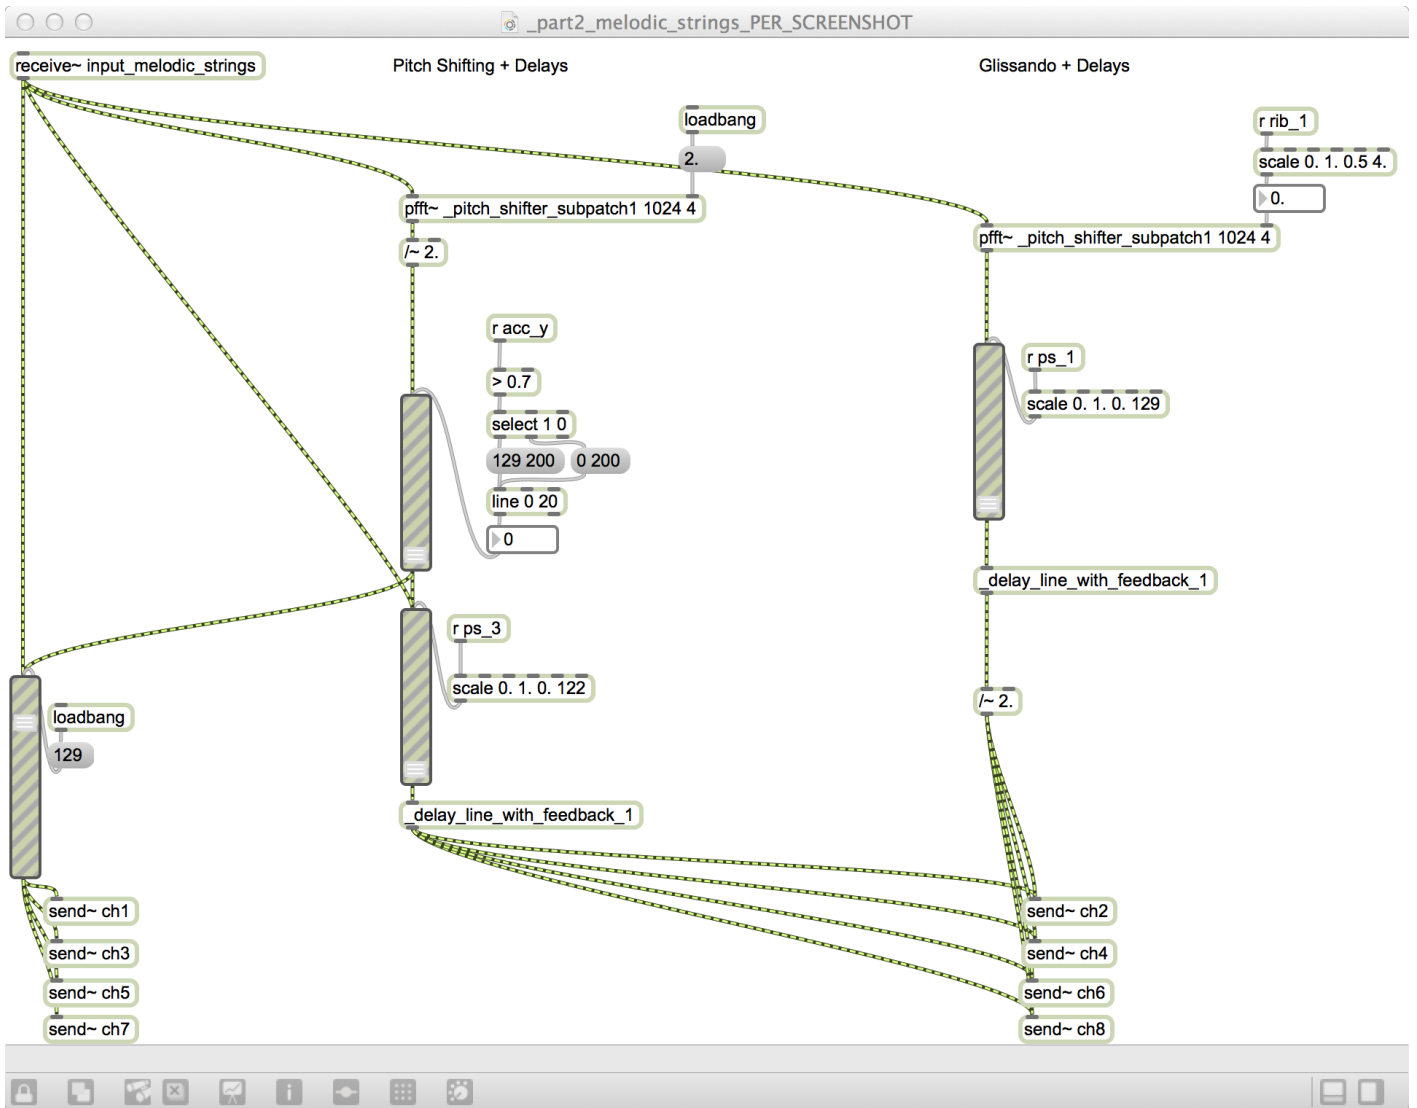 _part2_melodic_strings_PER_SCREENSHOT
receive~ input_melodic_strings
Pitch Shifting + Delays
Glissando + Delays
loadbang
2.
pfft~ _pitch_shifter_subpatch1 1024 4
/~ 2.
r acc_y
> 0.7
select 1 0
129 200
0 200
line 0 20
0
r ps_3
scale 0. 1. 0. 122
_delay_line_with_feedback_1
loadbang
129
send~ ch1
send~ ch3
send~ ch5
send~ ch7
r rib_1
scale 0. 1. 0.5 4.
0.
pfft~ _pitch_shifter_subpatch1 1024 4
r ps_1
scale 0. 1. 0. 129
_delay_line_with_feedback_1
/~ 2.
send~ ch2
send~ ch4
send~ ch6
send~ ch8